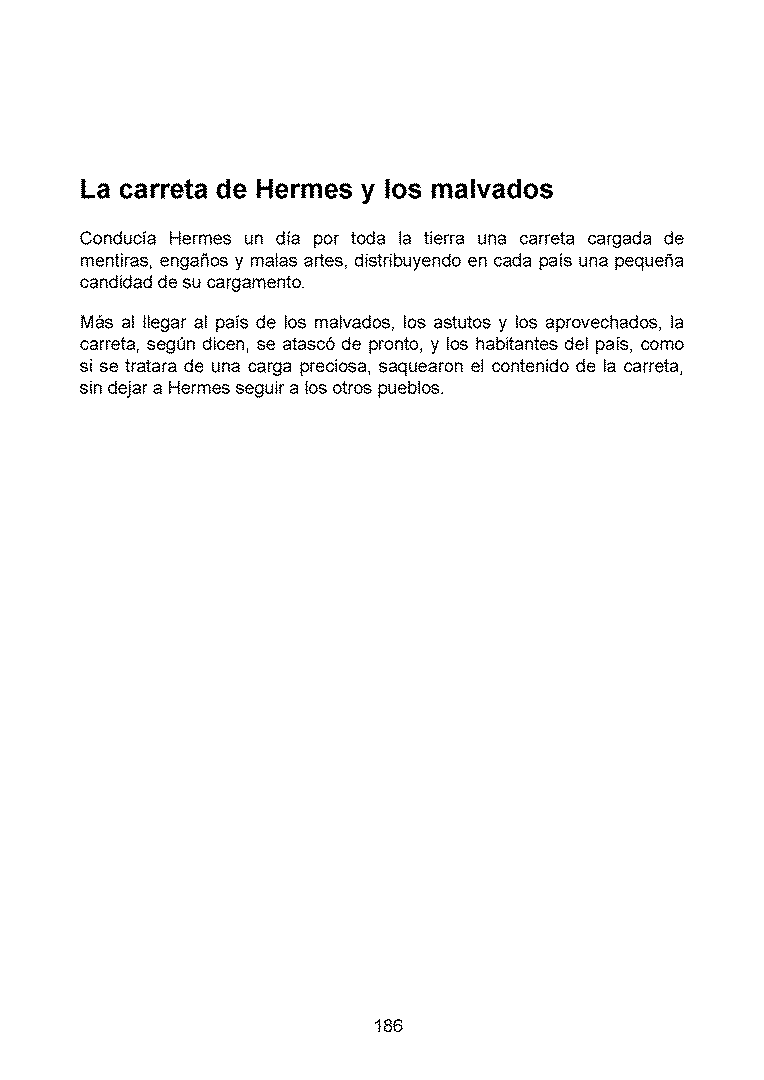 La carreta de Hermes y los malvados
Conducía Hermes un día por toda la tierra una carreta cargada de
mentiras, engaños y malas artes, distribuyendo en cada país una pequeña
candidad de su cargamento.
Más al llegar al país de los malvados, los astutos y los aprovechados, la
carreta, según dicen, se atascó de pronto, y los habitantes del país, como
si se tratara de una carga preciosa, saquearon el contenido de la carreta,
sin dejar a Hermes seguir a los otros pueblos.
186